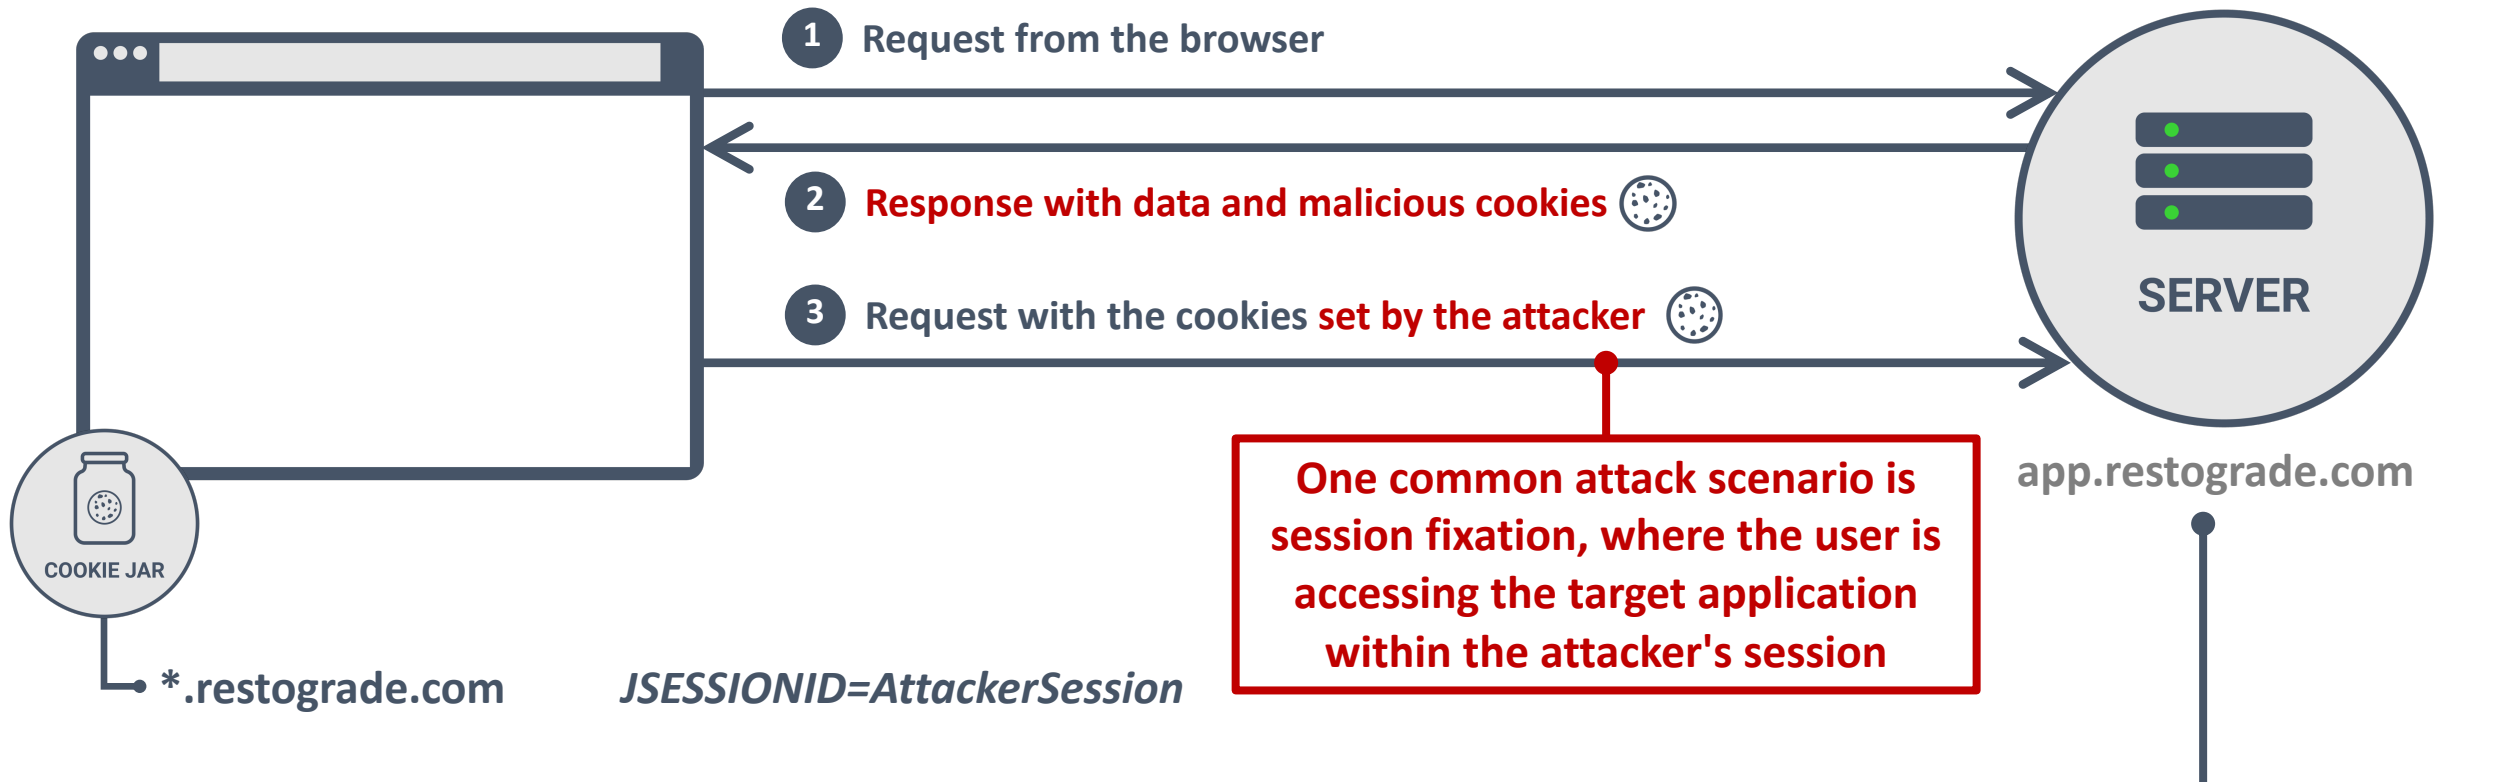 1 Request from the browser
2 Response with data and malicious cookies
3 Request with the cookies set by the attacker
SERVER
app.restograde.com
One common attack scenario is
session fixation, where the user is
accessing the target application
within the attacker's session
COOKIE JAR
*.restograde.com JSESSIONID=AttackerSession